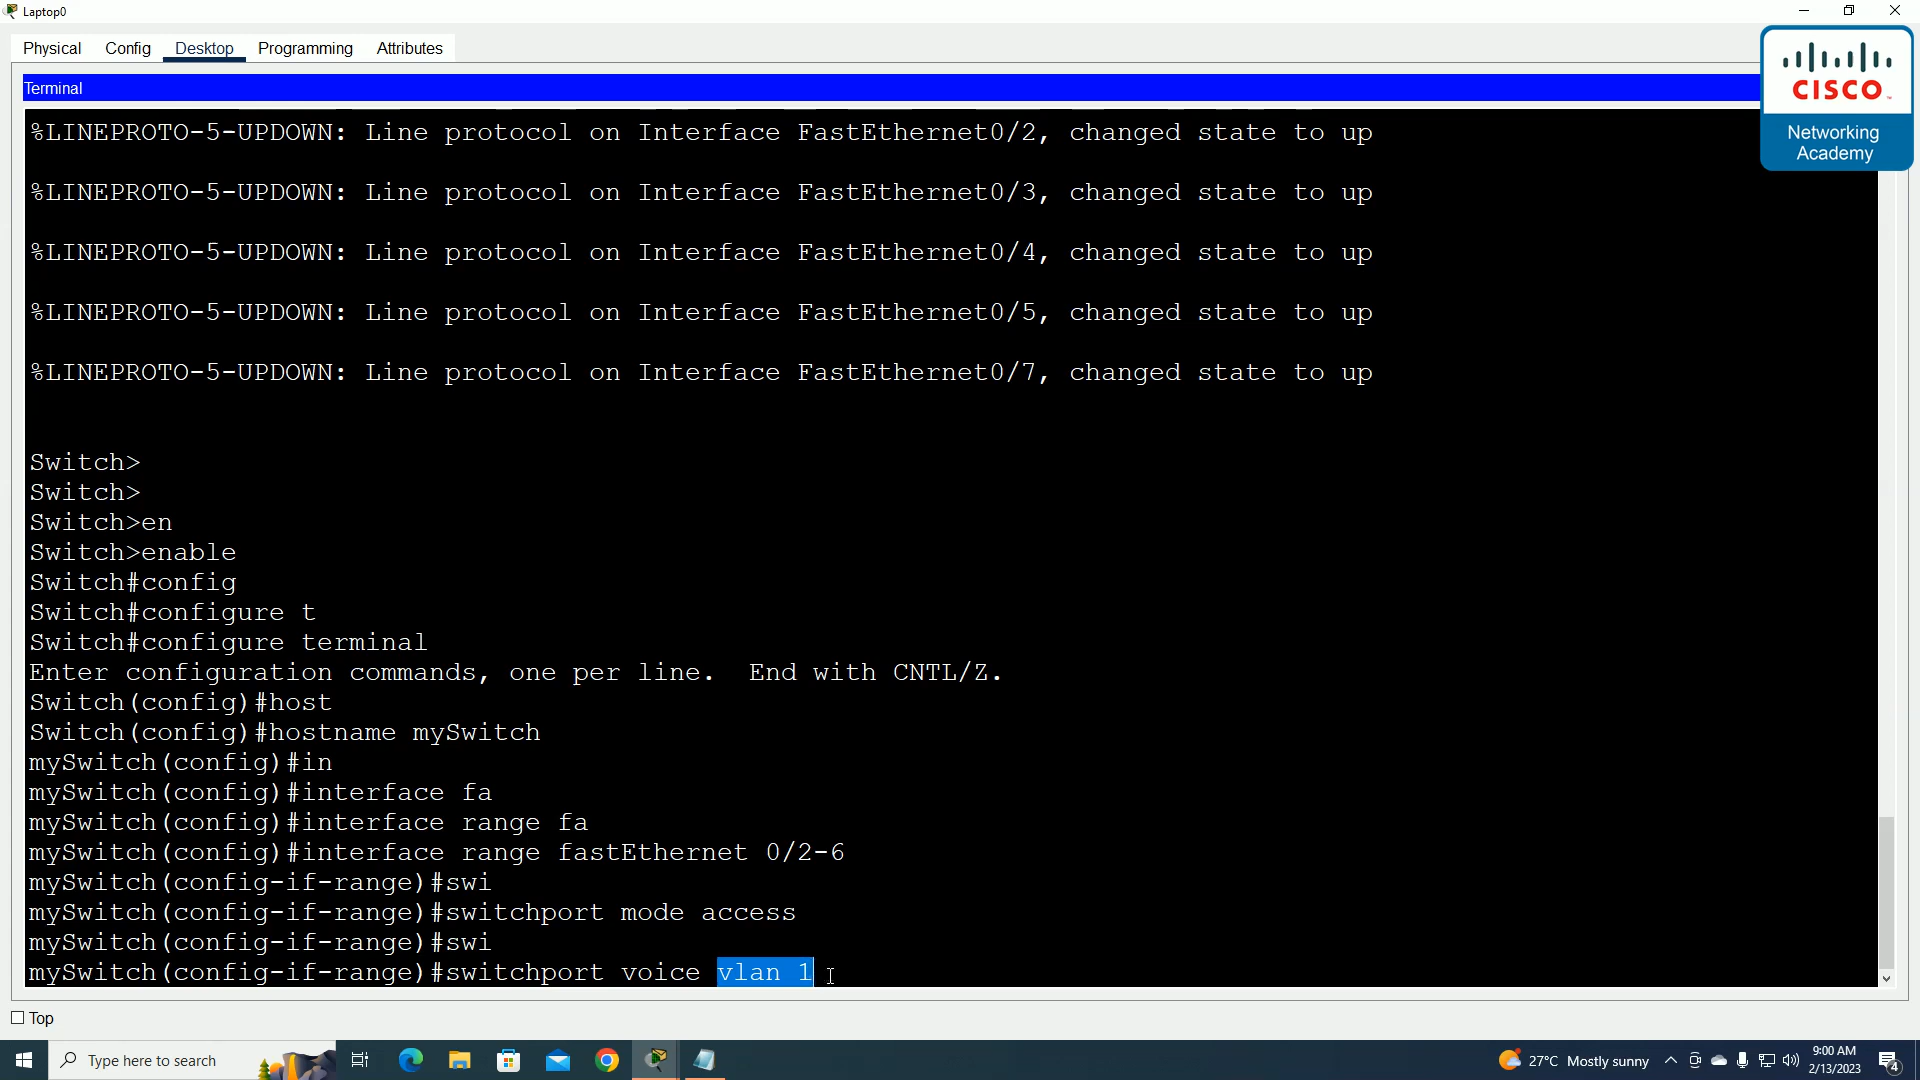 Laptop0
Physical Config Desktop Programming Attributes
CISCO
Networking
Academy
Terminal
%LINEPROTO-5-UPDOWN: Line protocol on Interface FastEthernet0/2, changed state to up
%LINEPROTO-5-UPDOWN: Line protocol on Interface FastEthernet0/3, changed state to up
%LINEPROTO-5-UPDOWN: Line protocol on Interface FastEthernet0/4, changed state to up
%LINEPROTO-5-UPDOWN: Line protocol on Interface FastEthernet0/5, changed state to up
%LINEPROTO-5-UPDOWN: Line protocol on Interface FastEthernet0/7, changed state to up
Switch>
Switch>
Switch>en
Switch>enable
Switch#config
Switch#configure t
Switch#configure terminal
Enter configuration commands, one per line.  End with CNTL/Z.
Switch(config)#host
Switch(config)#hostname mySwitch
mySwitch(config)#in
mySwitch(config)#interface fa
mySwitch(config)#interface range fa
mySwitch(config)#interface range fastEthernet 0/2-6
mySwitch(config-if-range)#swi
mySwitch(config-if-range)#switchport mode access
mySwitch(config-if-range)#swi
mySwitch(config-if-range)#switchport voice vlan 1
Top
Type here to search
27°C Mostly sunny
9:00 AM
2/13/2023
4